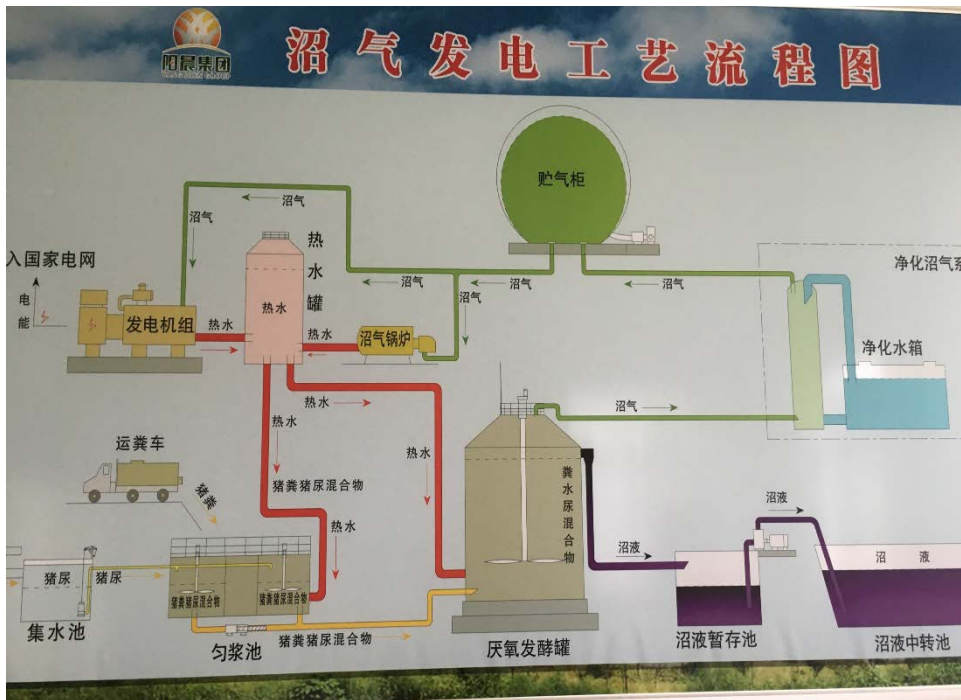 阳晨集团
YANGCHEN GROUP
沼气发电工艺流程图
贮气柜
沼气
沼气
热水罐
入国家电网
沼气
沼气
沼气
净化沼气系
电能
发电机组
热水
热水
热水
沼气锅炉
沼气
净化水箱
热水
沼气
热水
热水
运粪车
猪粪
猪粪猪尿混合物
粪水尿混合物
沼液
热水
沼液
沼液
猪尿
猪尿
猪粪猪尿混合物
猪粪猪尿混合物
集水池
匀浆池
猪粪猪尿混合物
厌氧发酵罐
沼液暂存池
沼液中转池